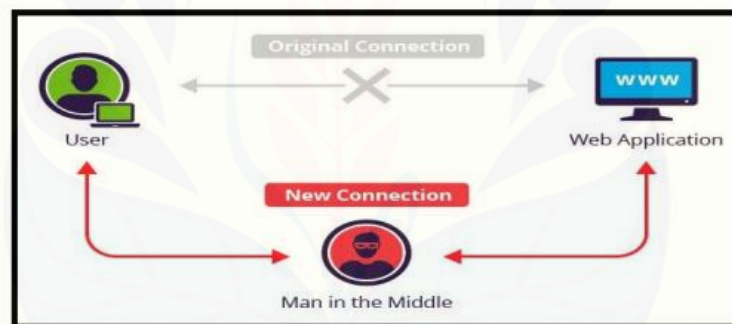 Original Connection
www
User
Web Application
New Connection
Man in the Middle